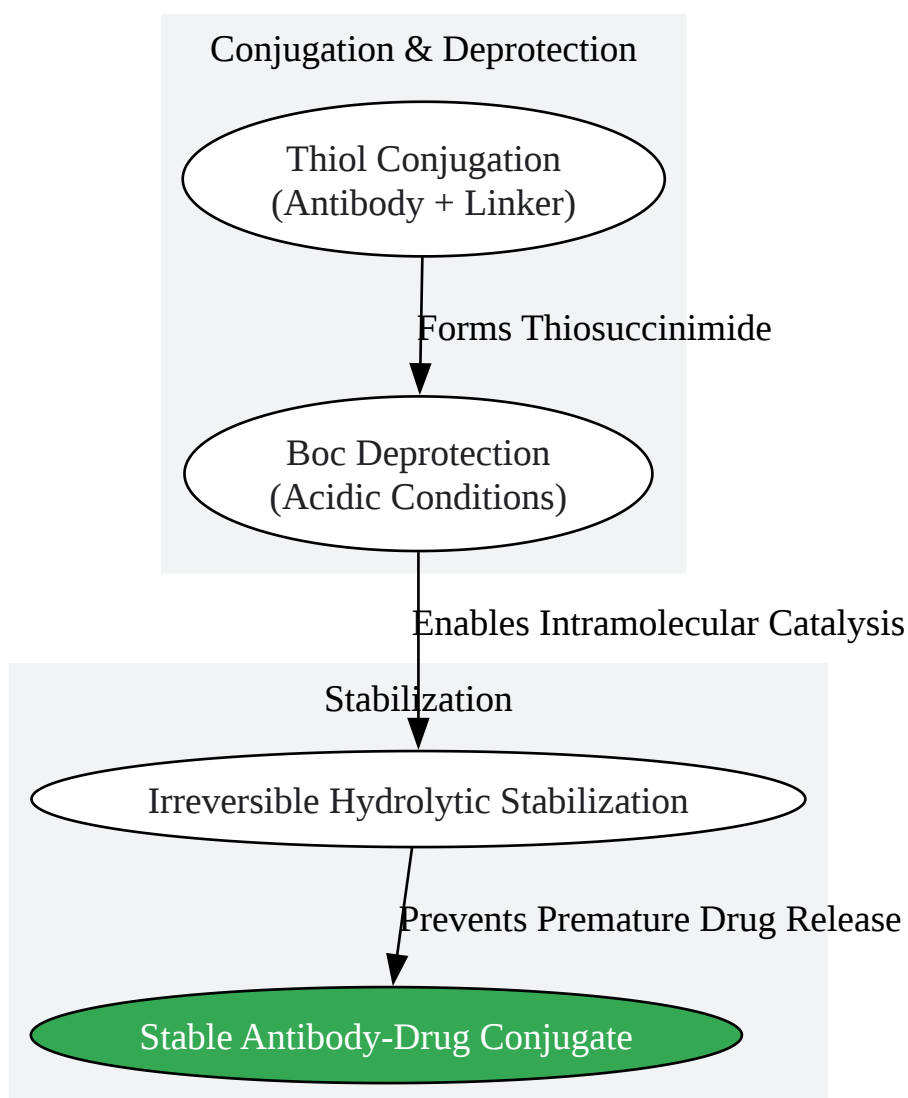 Conjugation & Deprotection
Thiol Conjugation
(Antibody + Linker)
Forms Thiosuccinimide
Boc Deprotection
(Acidic Conditions)
Enables Intramolecular Catalysis
Stabilization
Irreversible Hydrolytic Stabilization
Prevents Premature Drug Release
Stable Antibody-Drug Conjugate